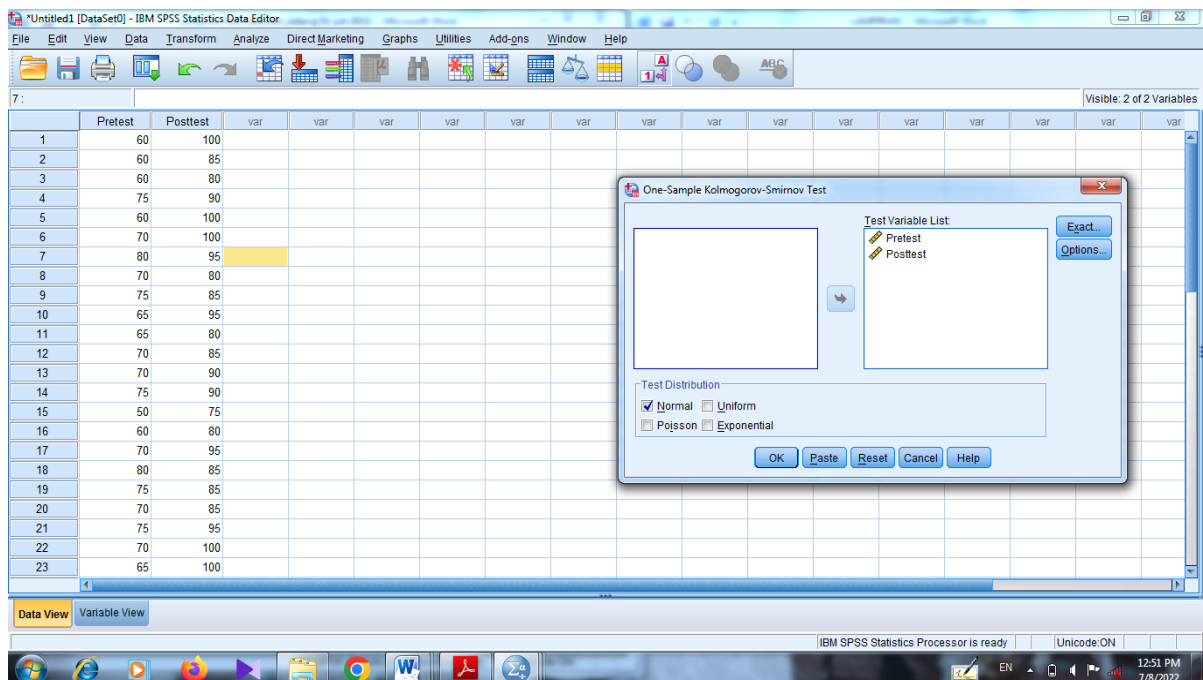 *Untitled1 [DataSet0] - IBM SPSS Statistics Data Editor
File Edit View Data Transform Analyze Direct Marketing Graphs Utilities Add-ons Window Help
A
1 4
ABC
7 :
Visible: 2 of 2 Variables
Pretest Posttest var var var var var var var var var var var var var var var
1 60 100
2 60 85
3 60 80
4 75 90
5 60 100
6 70 100
7 80 95
8 70 80
9 75 85
10 65 95
11 65 80
12 70 85
13 70 90
14 75 90
15 50 75
16 60 80
17 70 95
18 80 85
19 75 85
20 70 85
21 75 95
22 70 100
23 65 100
One-Sample Kolmogorov-Smirnov Test
Test Variable List:
Pretest
Posttest
Exact...
Options...
Test Distribution
Normal Uniform
Poisson Exponential
OK Paste Reset Cancel Help
Data View Variable View
IBM SPSS Statistics Processor is ready Unicode:ON
W
Σα
EN
12:51 PM
7/8/2022